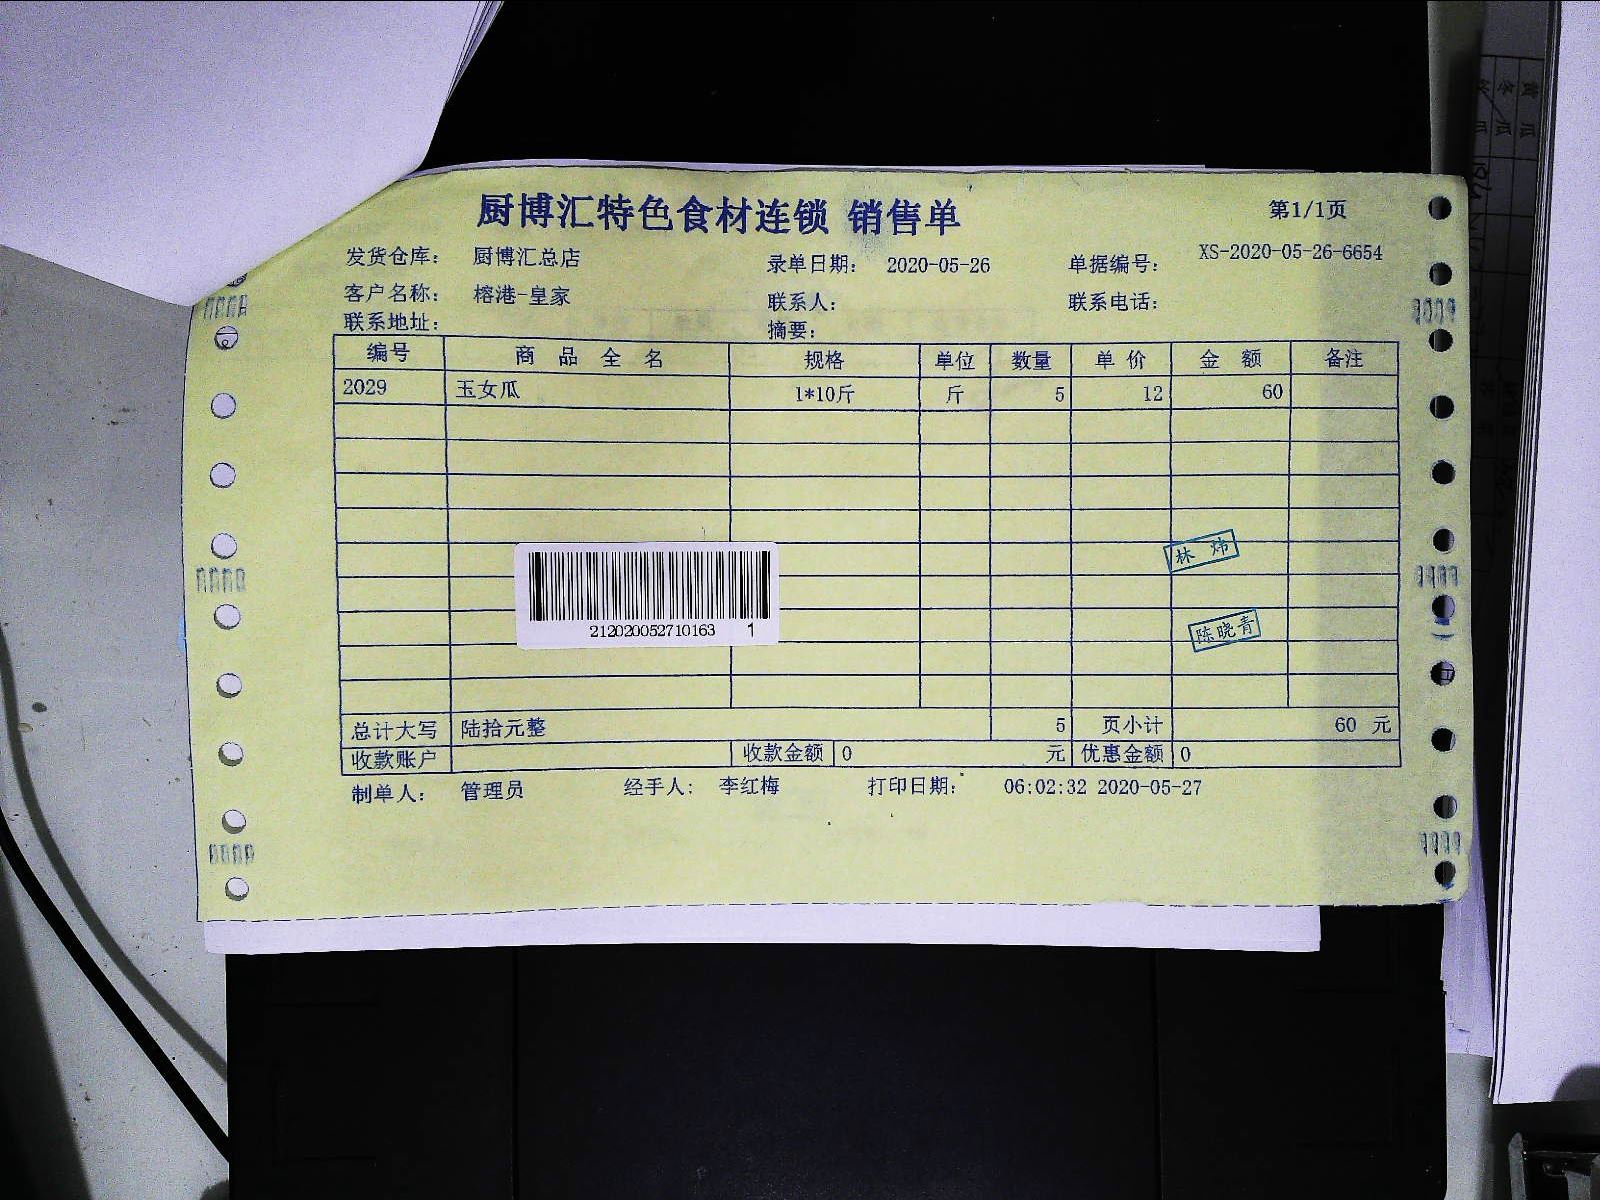 厨博汇特色食材连锁 销售单
第1/1页
发货仓库: 厨博汇总店 录单日期: 2020-05-26 单据编号: XS-2020-05-26-6654
客户名称: 榕港-皇家 联系人: 联系电话:
联系地址: 摘要:
编号 商品全名 规格 单位 数量 单价 金额 备注
2029 玉女瓜 1*10斤 斤 5 12 60
林炜
212020052710163 1
陈晓青
总计大写 陆拾元整 5 页小计 60 元
收款账户 收款金额 0 元 优惠金额 0
制单人: 管理员 经手人: 李红梅 打印日期: 06:02:32 2020-05-27